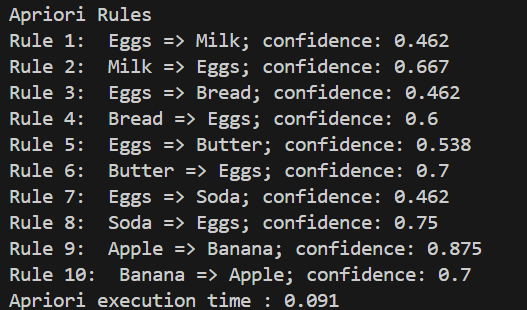 Apriori Rules
Rule 1:  Eggs => Milk; confidence: 0.462
Rule 2:  Milk => Eggs; confidence: 0.667
Rule 3:  Eggs => Bread; confidence: 0.462
Rule 4:  Bread => Eggs; confidence: 0.6
Rule 5:  Eggs => Butter; confidence: 0.538
Rule 6:  Butter => Eggs; confidence: 0.7
Rule 7:  Eggs => Soda; confidence: 0.462
Rule 8:  Soda => Eggs; confidence: 0.75
Rule 9:  Apple => Banana; confidence: 0.875
Rule 10:  Banana => Apple; confidence: 0.7
Apriori execution time : 0.091